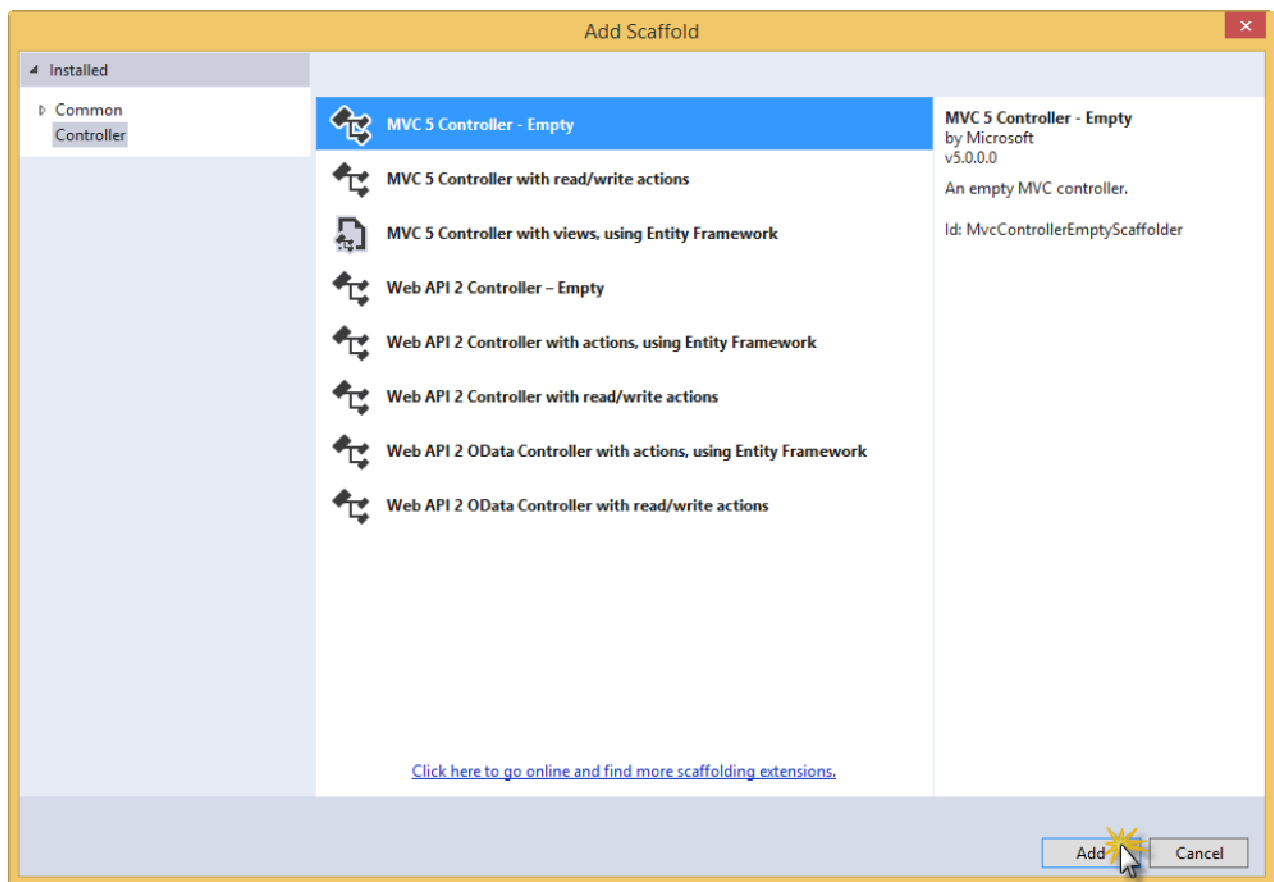 Add Scaffold
Installed
Common
Controller
MVC 5 Controller - Empty
MVC 5 Controller with read/write actions
MVC 5 Controller with views, using Entity Framework
Web API 2 Controller – Empty
Web API 2 Controller with actions, using Entity Framework
Web API 2 Controller with read/write actions
Web API 2 OData Controller with actions, using Entity Framework
Web API 2 OData Controller with read/write actions
Click here to go online and find more scaffolding extensions.
MVC 5 Controller - Empty
by Microsoft
v5.0.0.0
An empty MVC controller.
Id: MvcControllerEmptyScaffolder
Add
Cancel